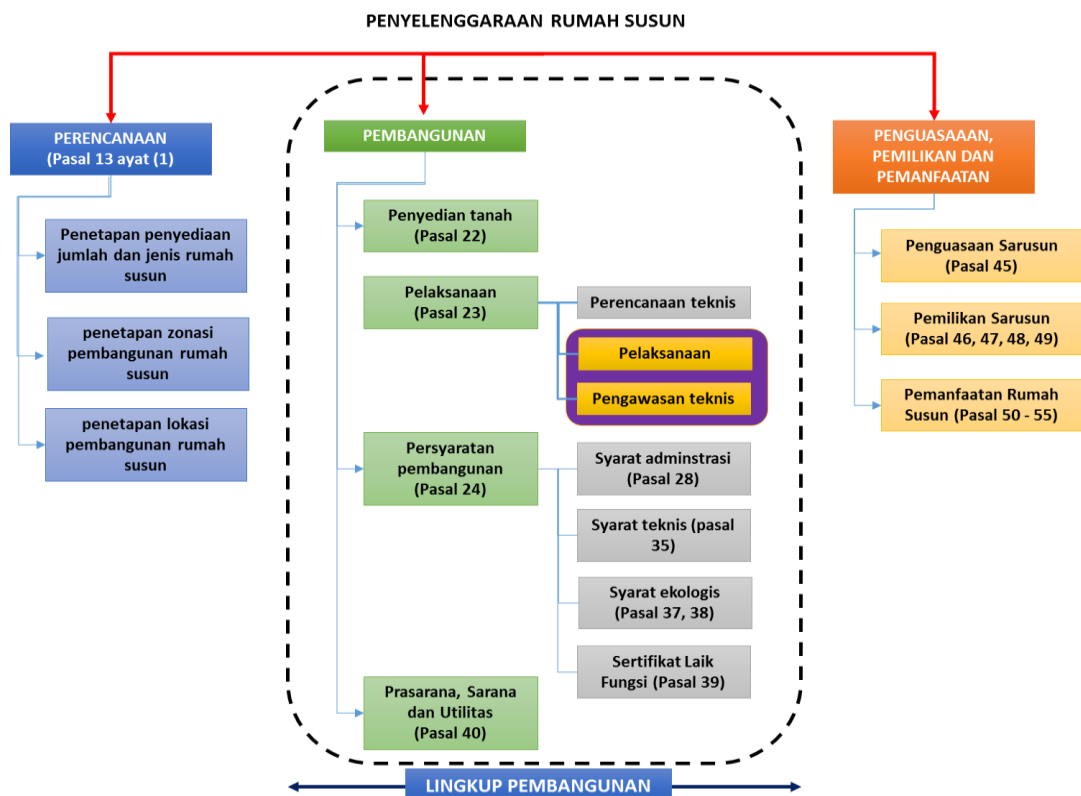 PENYELENGGARAAN RUMAH SUSUN
PERENCANAAN
(Pasal 13 ayat (1)
Penetapan penyediaan
jumlah dan jenis rumah
susun
penetapan zonasi
pembangunan rumah
susun
penetapan lokasi
pembangunan rumah
susun
PEMBANGUNAN
Penyedian tanah
(Pasal 22)
Pelaksanaan
(Pasal 23)
Perencanaan teknis
Pelaksanaan
Pengawasan teknis
Persyaratan
pembangunan
(Pasal 24)
Syarat adminstrasi
(Pasal 28)
Syarat teknis (pasal
35)
Syarat ekologis
(Pasal 37, 38)
Sertifikat Laik
Fungsi (Pasal 39)
Prasarana, Sarana
dan Utilitas
(Pasal 40)
PENGUASAAAN,
PEMILIKAN DAN
PEMANFAATAN
Penguasaan Sarusun
(Pasal 45)
Pemilikan Sarusun
(Pasal 46, 47, 48, 49)
Pemanfaatan Rumah
Susun (Pasal 50 - 55)
LINGKUP PEMBANGUNAN